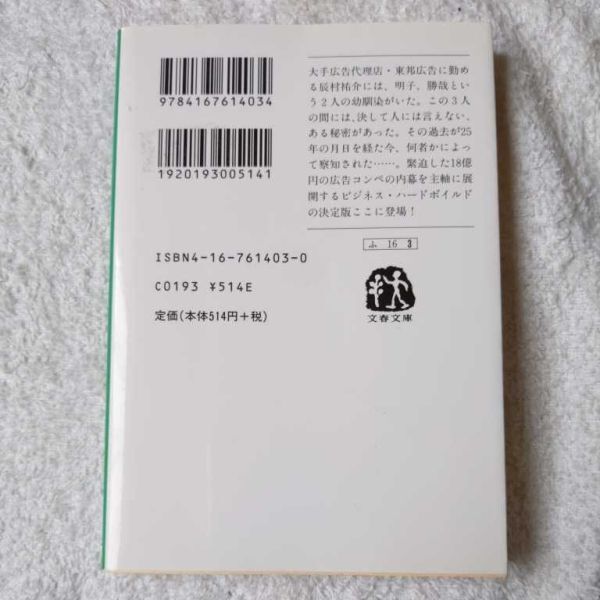 9784167614034
1920193005141
大手広告代理店・東邦広告に勤め
る辰村祐介には、明子、勝哉とい
う2人の幼馴染がいた。この3人
の間には、決して人には言えない、
ある秘密があった。その過去が25
年の月日を経た今、何者かによっ
て察知された……。緊迫した18億
円の広告コンペの内幕を主軸に展
開するビジネス・ハードボイルド
の決定版ここに登場！
ふ 16 3
ISBN4-16-761403-0
C0193 ¥514E
定価(本体514円+税)
文春文庫